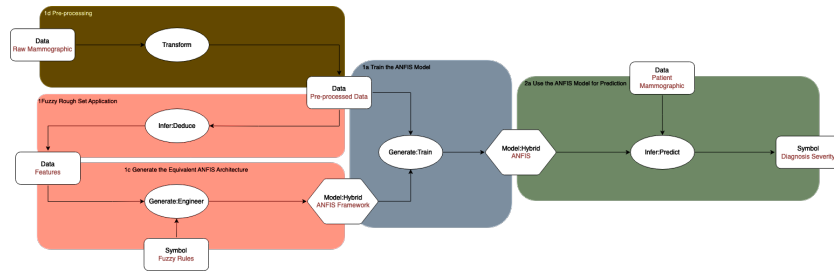 1d Pre-processing
Data
Raw Mammographic
Transform
Data
Pre-processed Data
1Fuzzy Rough Set Application
Infer:Deduce
Data
Features
1c Generate the Equivalent ANFIS Architecture
Generate:Engineer
Symbol
Fuzzy Rules
Model:Hybrid
ANFIS Framework
1a Train the ANFIS Model
Generate:Train
Model:Hybrid
ANFIS
2a Use the ANFIS Model for Prediction
Data
Patient
Mammographic
Infer:Predict
Symbol
Diagnosis Severity